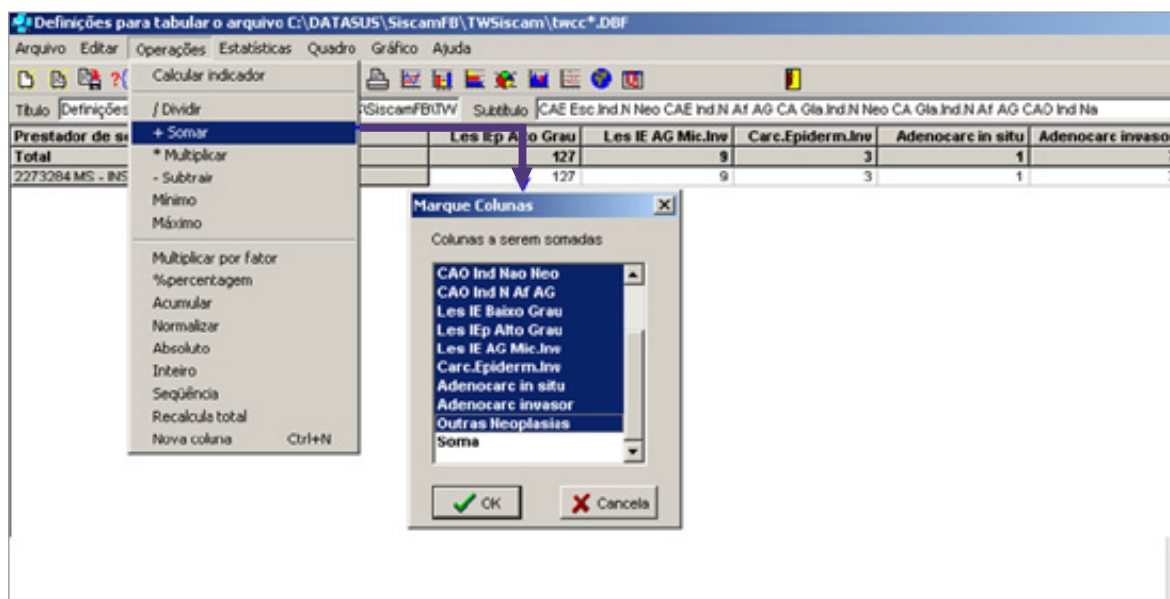 Definições para tabular o arquivo C:\DATASUS\SiscamFB\TWSiscam\twcc*.DBF
Arquivo Editar Operações Estatísticas Quadro Gráfico Ajuda
Título Definições \SiscamFB\TW Subtítulo CAE Esc.Ind.N Neo CAE Ind.N Af AG CA Gla.Ind.N Neo CA Gla.Ind.N.Af AG CAO Ind Na
Prestador de se Les IEp Alto Grau Les IE AG Mic.Inv Carc.Epiderm.Inv Adenocarc in situ Adenocarc invasor
Total 127 9 3 1
2273284 MS - INS 127 9 3 1
Calcular indicador
/ Dividir
+ Somar
* Multiplicar
- Subtrair
Mínimo
Máximo
Multiplicar por fator
%percentagem
Acumular
Normalizar
Absoluto
Inteiro
Seqüência
Recalcula total
Nova coluna Ctrl+N
Marque Colunas
Colunas a serem somadas
CAO Ind Nao Neo
CAO Ind N Af AG
Les IE Baixo Grau
Les IEp Alto Grau
Les IE AG Mic.Inv
Carc.Epiderm.Inv
Adenocarc in situ
Adenocarc invasor
Outras Neoplasias
Soma
OK Cancela